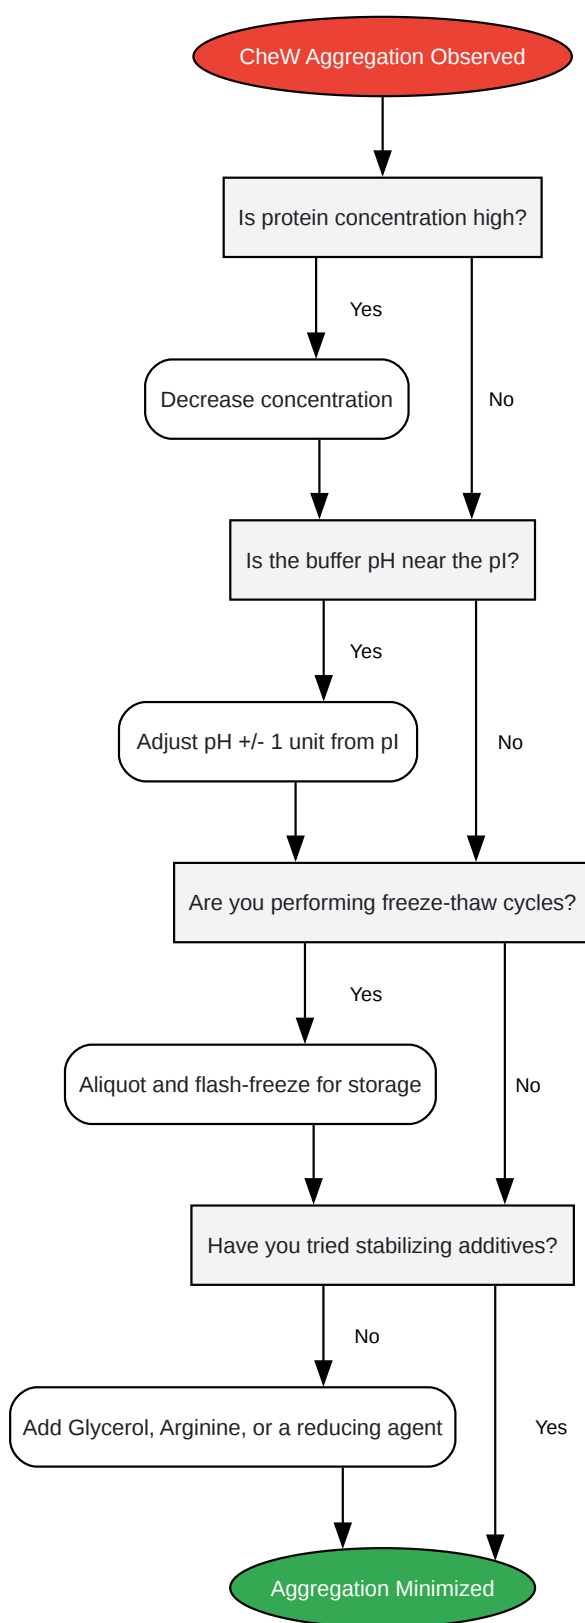 CheW Aggregation Observed
Is protein concentration high?
Yes
Decrease concentration
No
Is the buffer pH near the pI?
Yes
Adjust pH +/- 1 unit from pI
No
Are you performing freeze-thaw cycles?
Yes
Aliquot and flash-freeze for storage
No
Have you tried stabilizing additives?
No
Add Glycerol, Arginine, or a reducing agent
Yes
Aggregation Minimized